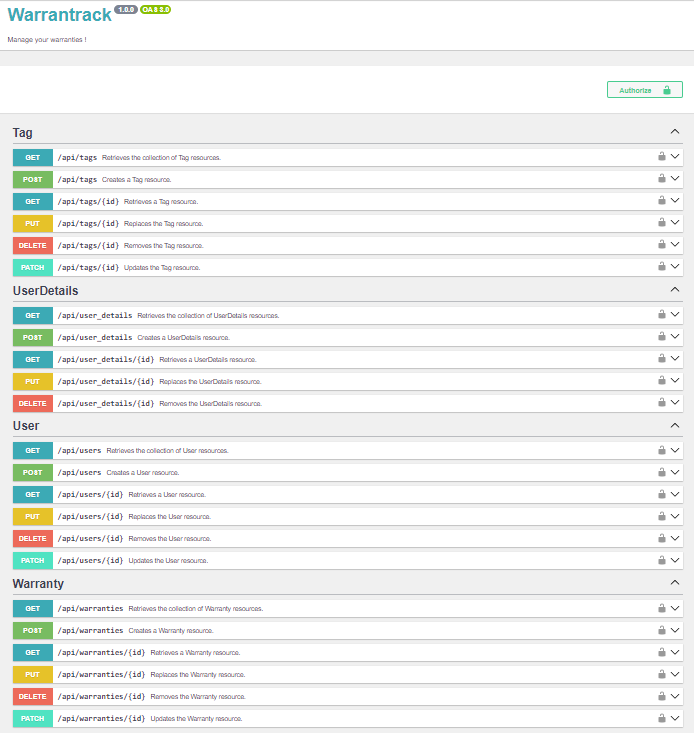 Warrantrack 1.0.0 OAS 3.0
Manage your warranties !
Authorize
Tag
GET /api/tags Retrieves the collection of Tag resources.
POST /api/tags Creates a Tag resource.
GET /api/tags/{id} Retrieves a Tag resource.
PUT /api/tags/{id} Replaces the Tag resource.
DELETE /api/tags/{id} Removes the Tag resource.
PATCH /api/tags/{id} Updates the Tag resource.
UserDetails
GET /api/user_details Retrieves the collection of UserDetails resources.
POST /api/user_details Creates a UserDetails resource.
GET /api/user_details/{id} Retrieves a UserDetails resource.
PUT /api/user_details/{id} Replaces the UserDetails resource.
DELETE /api/user_details/{id} Removes the UserDetails resource.
User
GET /api/users Retrieves the collection of User resources.
POST /api/users Creates a User resource.
GET /api/users/{id} Retrieves a User resource.
PUT /api/users/{id} Replaces the User resource.
DELETE /api/users/{id} Removes the User resource.
PATCH /api/users/{id} Updates the User resource.
Warranty
GET /api/warranties Retrieves the collection of Warranty resources.
POST /api/warranties Creates a Warranty resource.
GET /api/warranties/{id} Retrieves a Warranty resource.
PUT /api/warranties/{id} Replaces the Warranty resource.
DELETE /api/warranties/{id} Removes the Warranty resource.
PATCH /api/warranties/{id} Updates the Warranty resource.